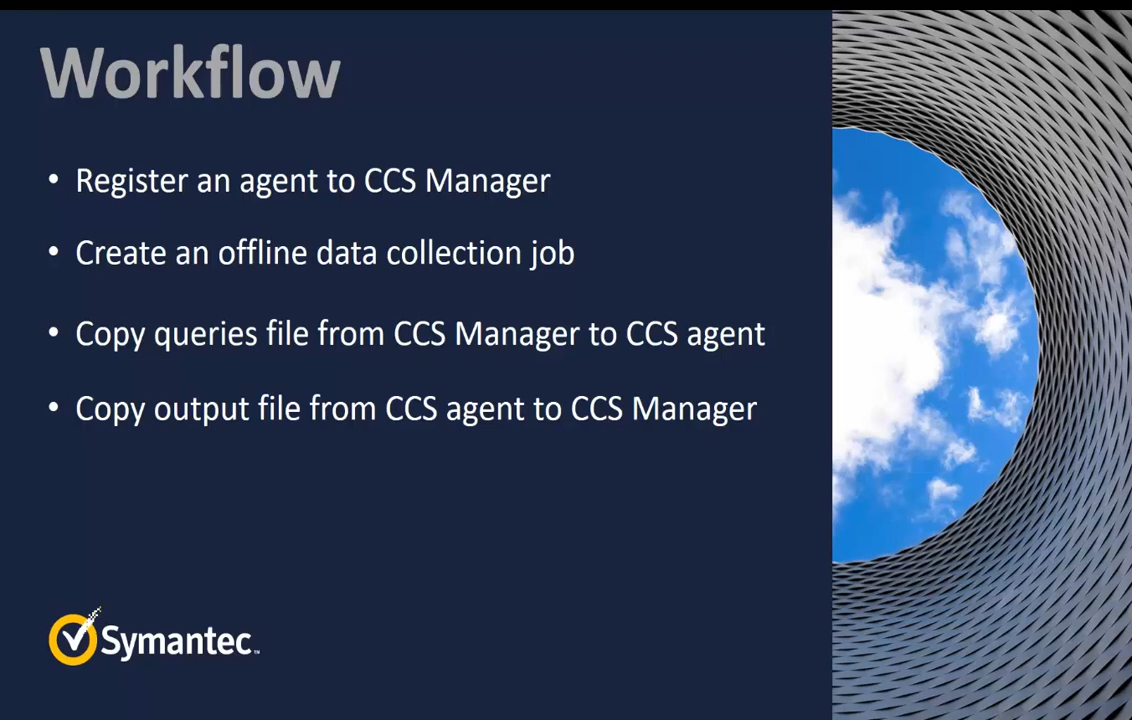 Workflow
• Register an agent to CCS Manager
• Create an offline data collection job
• Copy queries file from CCS Manager to CCS agent
• Copy output file from CCS agent to CCS Manager
Symantec™